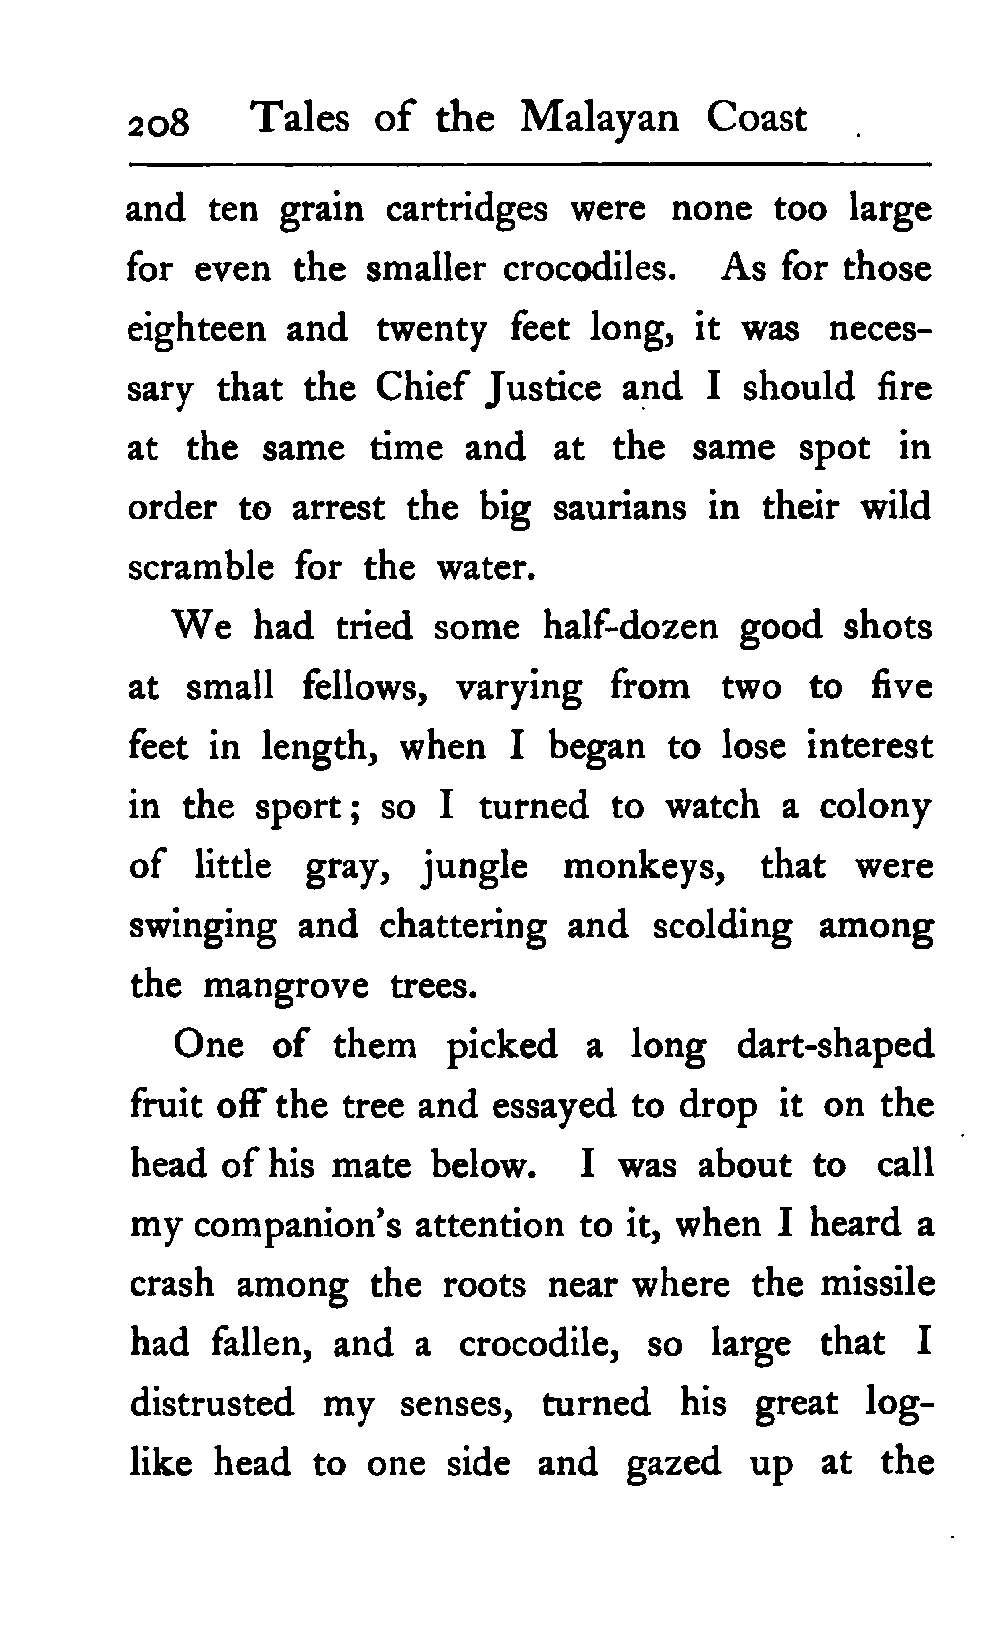 208 Tales of the Malayan Coast
and ten grain cartridges were none too large
for even the smaller crocodiles. As for those
eighteen and twenty feet long, it was neces-
sary that the Chief Justice and I should fire
at the same time and at the same spot in
order to arrest the big saurians in their wild
scramble for the water.
We had tried some half-dozen good shots
at small fellows, varying from two to five
feet in length, when I began to lose interest
in the sport; so I turned to watch a colony
of little gray, jungle monkeys, that were
swinging and chattering and scolding among
the mangrove trees.
One of them picked a long dart-shaped
fruit off the tree and essayed to drop it on the
head of his mate below. I was about to call
my companion's attention to it, when I heard a
crash among the roots near where the missile
had fallen, and a crocodile, so large that I
distrusted my senses, turned his great log-
like head to one side and gazed up at the